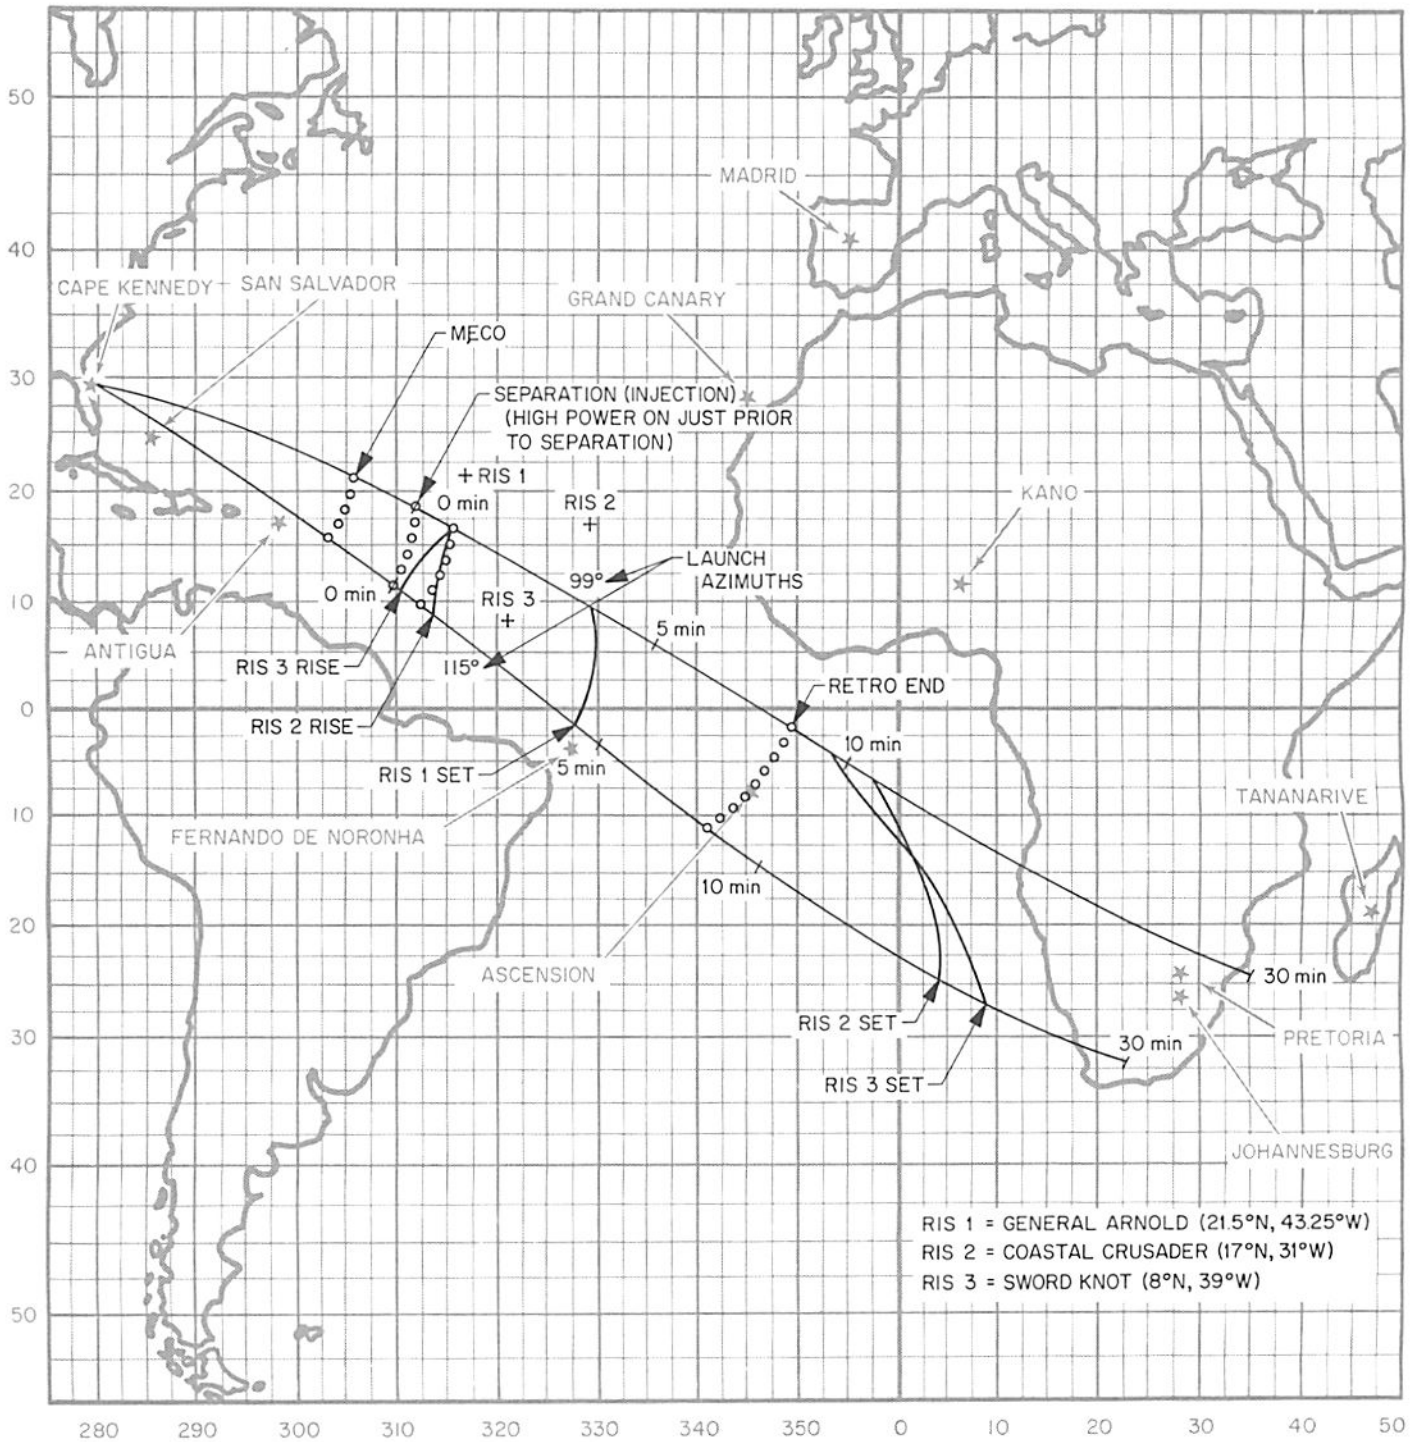 50
MADRID
40
CAPE KENNEDY
SAN SALVADOR
GRAND CANARY
MECO
30
SEPARATION (INJECTION)
(HIGH POWER ON JUST PRIOR
TO SEPARATION)
RIS 1
20
0 min
RIS 2
KANO
LAUNCH
AZIMUTHS
99°
0 min
10
RIS 3
5 min
ANTIGUA
RIS 3 RISE
115°
RETRO END
0
RIS 2 RISE
10 min
RIS 1 SET
5 min
TANANARIVE
10
FERNANDO DE NORONHA
10 min
20
ASCENSION
30 min
RIS 2 SET
30
30 min
PRETORIA
RIS 3 SET
JOHANNESBURG
40
RIS 1 = GENERAL ARNOLD (21.5°N, 43.25°W)
RIS 2 = COASTAL CRUSADER (17°N, 31°W)
RIS 3 = SWORD KNOT (8°N, 39°W)
50
280 290 300 310 320 330 340 350 0 10 20 30 40 50